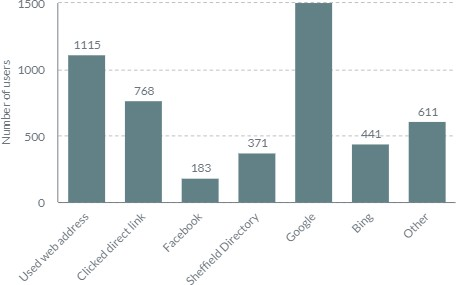 1500
1000
500
0
Number of users
1115
768
183
371
441
611
Used web address
Clicked direct link
Facebook
Sheffield Directory
Google
Bing
Other